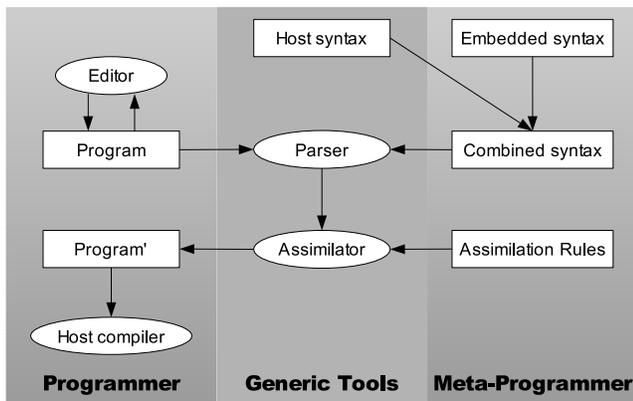 Host syntax
Embedded syntax
Editor
Program
Parser
Combined syntax
Program'
Assimilator
Assimilation Rules
Host compiler
Programmer
Generic Tools
Meta-Programmer